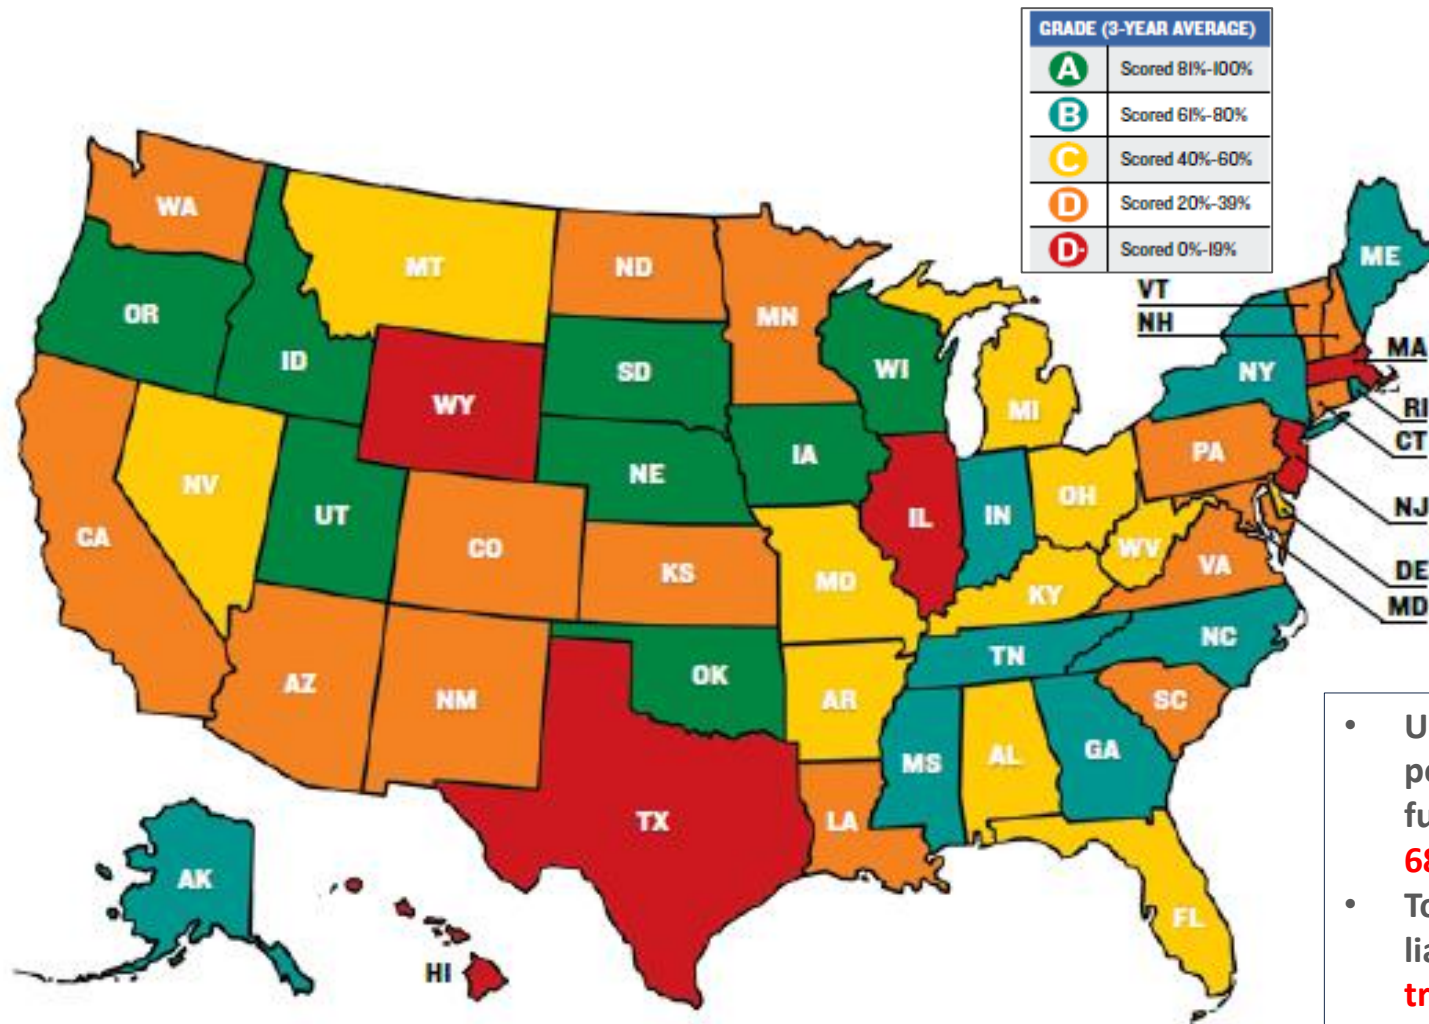 GRADE (3-YEAR AVERAGE)
A Scored 81%-100%
B Scored 61%-80%
C Scored 40%-60%
D Scored 20%-39%
D- Scored 0%-19%
WA
MT
ND
MN
ME
VT
NH
OR
ID
SD
WI
NY
MA
WY
MI
RI
CT
NV
UT
NE
IA
PA
OH
NJ
CA
CO
KS
MO
IL
IN
WV
VA
DE
KY
MD
NC
TN
AZ
NM
OK
AR
SC
MS
AL
GA
TX
LA
AK
FL
HI
• U
• To